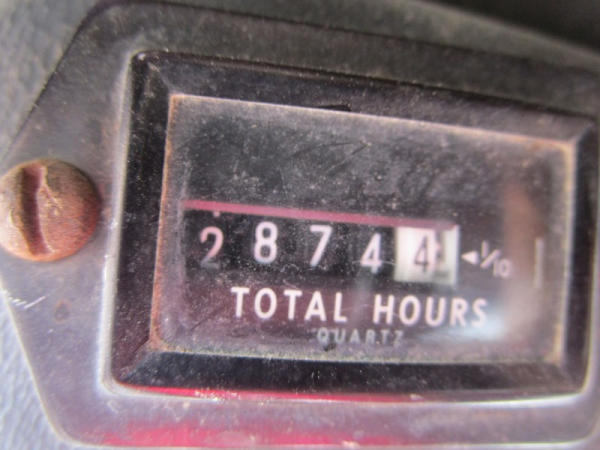 28744 ◄1/10
TOTAL HOURS
QUARTZ